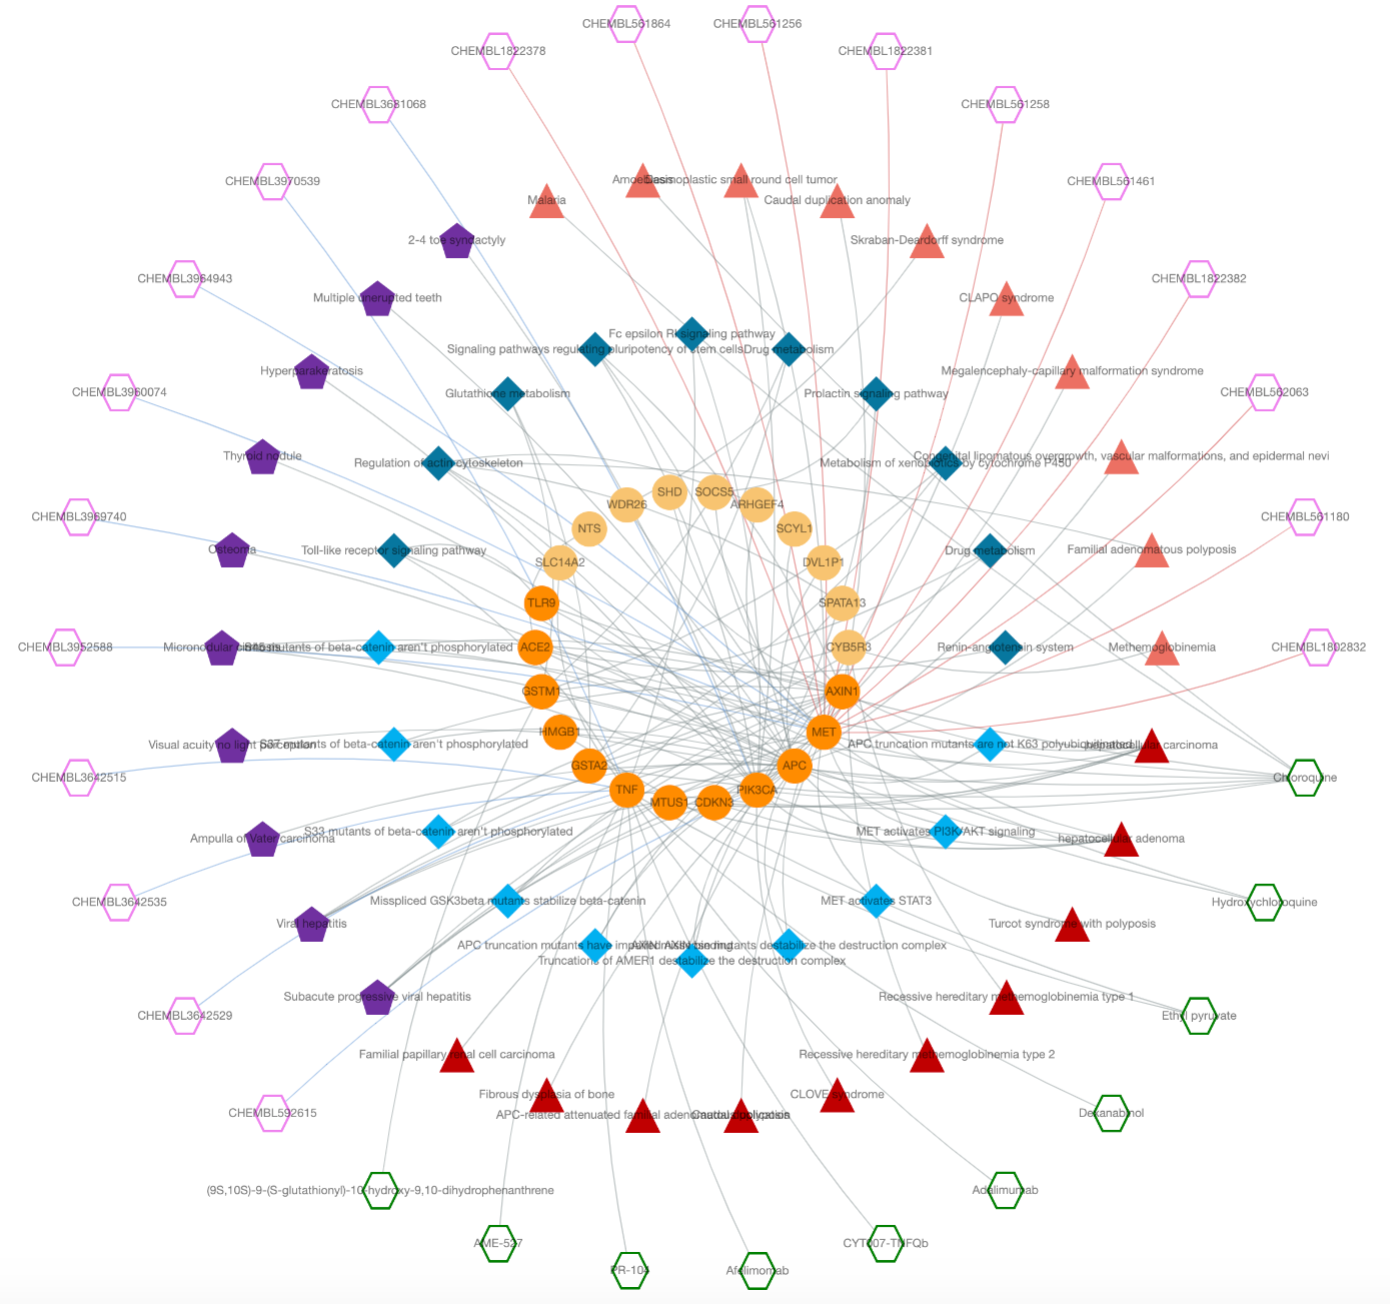 CHEMBL561864
CHEMBL561256
CHEMBL1822378
CHEMBL1822381
CHEMBL3681068
CHEMBL561258
CHEMBL3970539
CHEMBL561461
Malaria
Desmoplastic small round cell tumor
Caudal duplication anomaly
2-4 toe syndactyly
Skraban-Deardorff syndrome
CHEMBL3964943
CHEMBL1822382
Multiple unerupted teeth
CLAPO syndrome
Fc epsilon RI signaling pathway
Signaling pathways regulating pluripotency of stem cells
Drug metabolism
Hyperparakeratosis
Megalencephaly-capillary malformation syndrome
CHEMBL3960074
Glutathione metabolism
Prolactin signaling pathway
CHEMBL562063
Thyroid nodule
Regulation of actin cytoskeleton
Metabolism of xenobiotics by cytochrome P450
Congenital lipomatous overgrowth, vascular malformations, and epidermal nevi
SHD
SOCS5
WDR26
ARHGEF4
CHEMBL3969740
CHEMBL561180
NTS
SCYL1
Osteoma
Toll-like receptor signaling pathway
SLC14A2
DVL1P1
Drug metabolism
Familial adenomatous polyposis
TLR9
SPATA13
CHEMBL3952588
Micronodular cirrhosis
S45 mutants of beta-catenin aren't phosphorylated
ACE2
CYB5R3
Renin-angiotensin system
Methemoglobinemia
CHEMBL1802832
GSTM1
AXIN1
HMGB1
MET
Visual acuity no light perception
S37 mutants of beta-catenin aren't phosphorylated
APC truncation mutants are not K63 polyubiquitinated
hepatocellular carcinoma
GSTA2
APC
CHEMBL3642515
Chloroquine
TNF
MTUS1
CDKN3
PIK3CA
Ampulla of Vater carcinoma
S33 mutants of beta-catenin aren't phosphorylated
MET activates PI3K/AKT signaling
hepatocellular adenoma
CHEMBL3642535
Misspliced GSK3beta mutants stabilize beta-catenin
MET activates STAT3
Hydroxychloroquine
Viral hepatitis
Turcot syndrome with polyposis
APC truncation mutants have impaired AXIN binding
AXIN missense mutants destabilize the destruction complex
Truncations of AMER1 destabilize the destruction complex
Subacute progressive viral hepatitis
Recessive hereditary methemoglobinemia type 1
CHEMBL3642529
Ethyl pyruvate
Familial papillary renal cell carcinoma
Recessive hereditary methemoglobinemia type 2
Fibrous dysplasia of bone
CLOVE syndrome
CHEMBL592615
APC-related attenuated familial adenomatous polyposis
Dexanabinol
(9S,10S)-9-(S-glutathionyl)-10-hydroxy-9,10-dihydrophenanthrene
Adalimumab
AME-527
CYT007-TNFQb
PR-104
Afelimomab